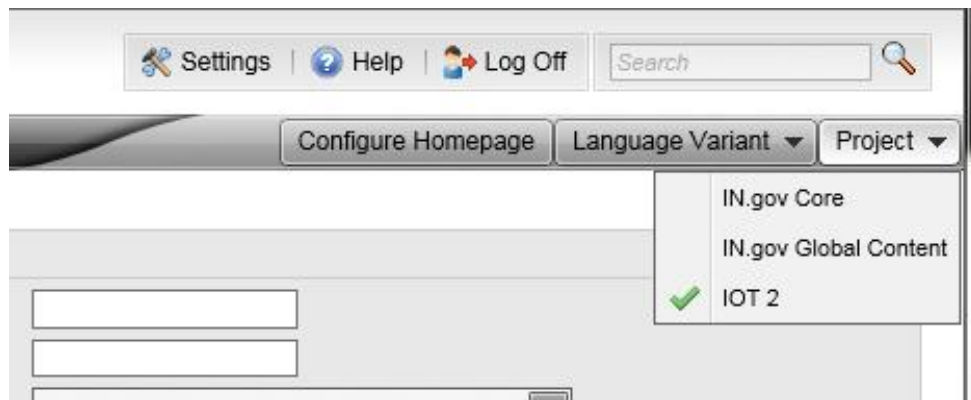 Settings | Help | Log Off Search
Configure Homepage Language Variant Project
IN.gov Core
IN.gov Global Content
IOT 2